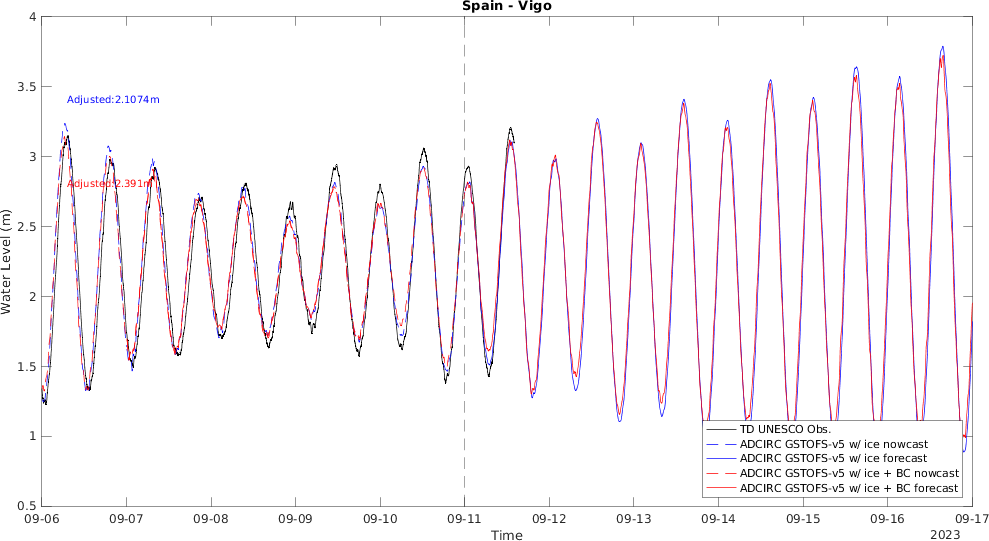 Spain - Vigo
4
3.5
3
2.5
2
1.5
1
0.5
Water Level (m)
Adjusted:2.1074m
Adjusted:2.391m
TD UNESCO Obs.
ADCIRC GSTOFS-v5 w/ ice nowcast
ADCIRC GSTOFS-v5 w/ ice forecast
ADCIRC GSTOFS-v5 w/ ice + BC nowcast
ADCIRC GSTOFS-v5 w/ ice + BC forecast
09-06 09-07 09-08 09-09 09-10 09-11 09-12 09-13 09-14 09-15 09-16 09-17
Time
2023